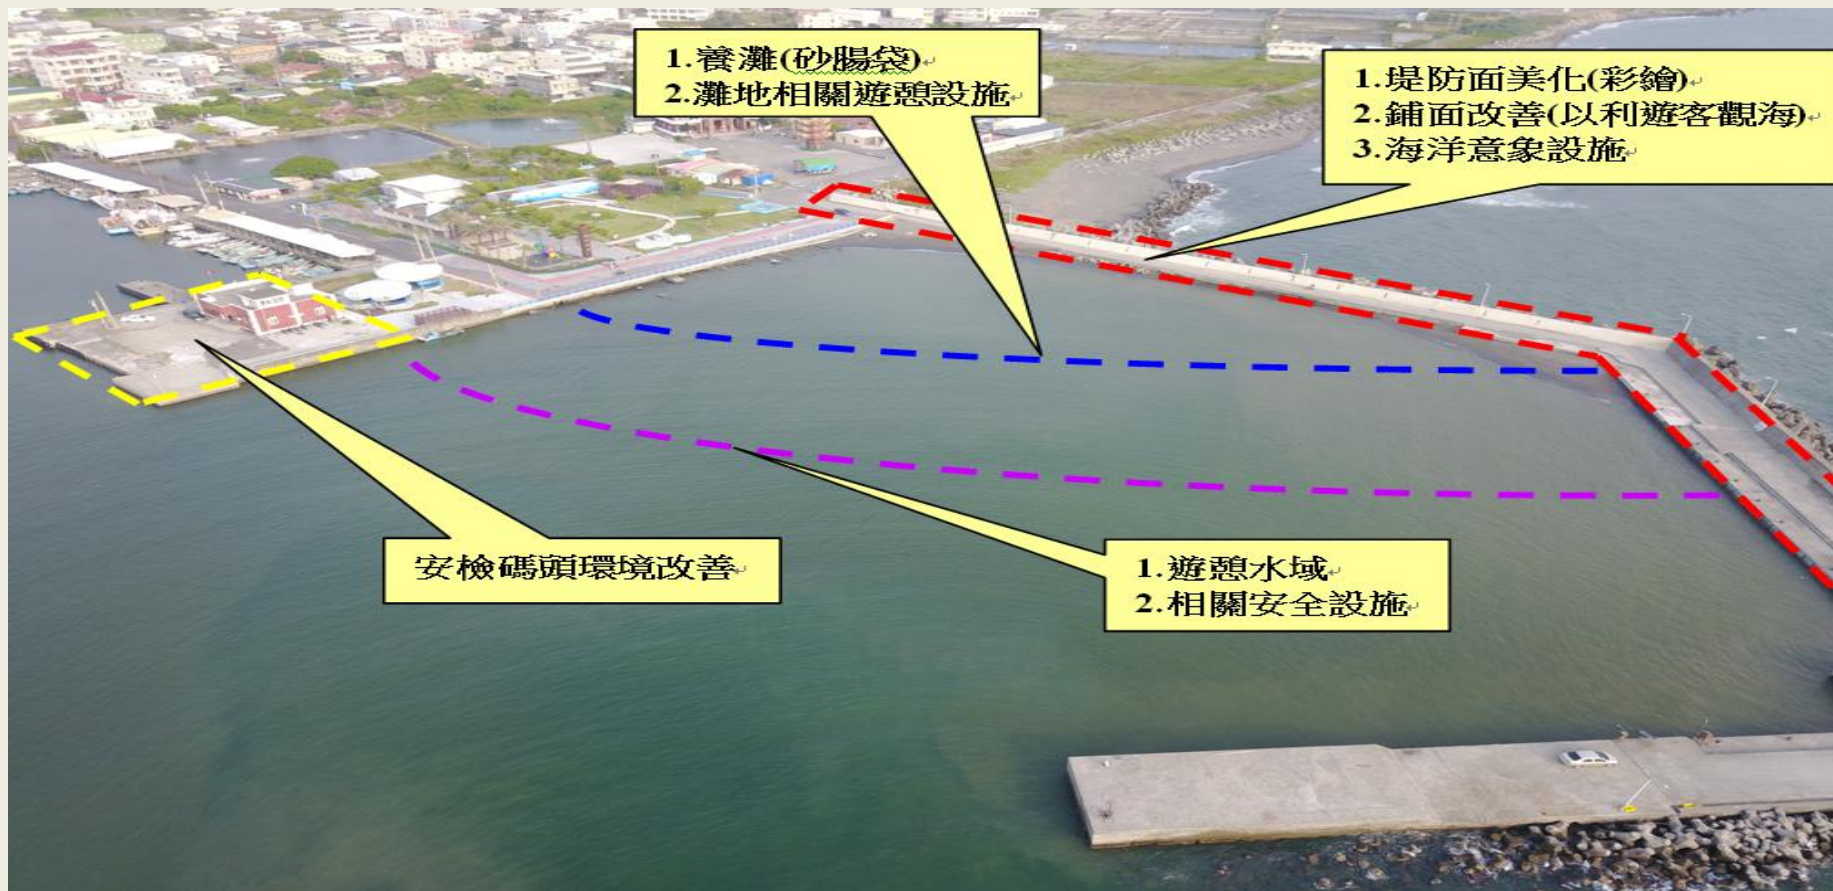 1.養灘(砂腸袋)
2.灘地相關遊憩設施
1.堤防面美化(彩繪)
2.鋪面改善(以利遊客觀海)
3.海洋意象設施
安檢碼頭環境改善
1.遊憩水域
2.相關安全設施